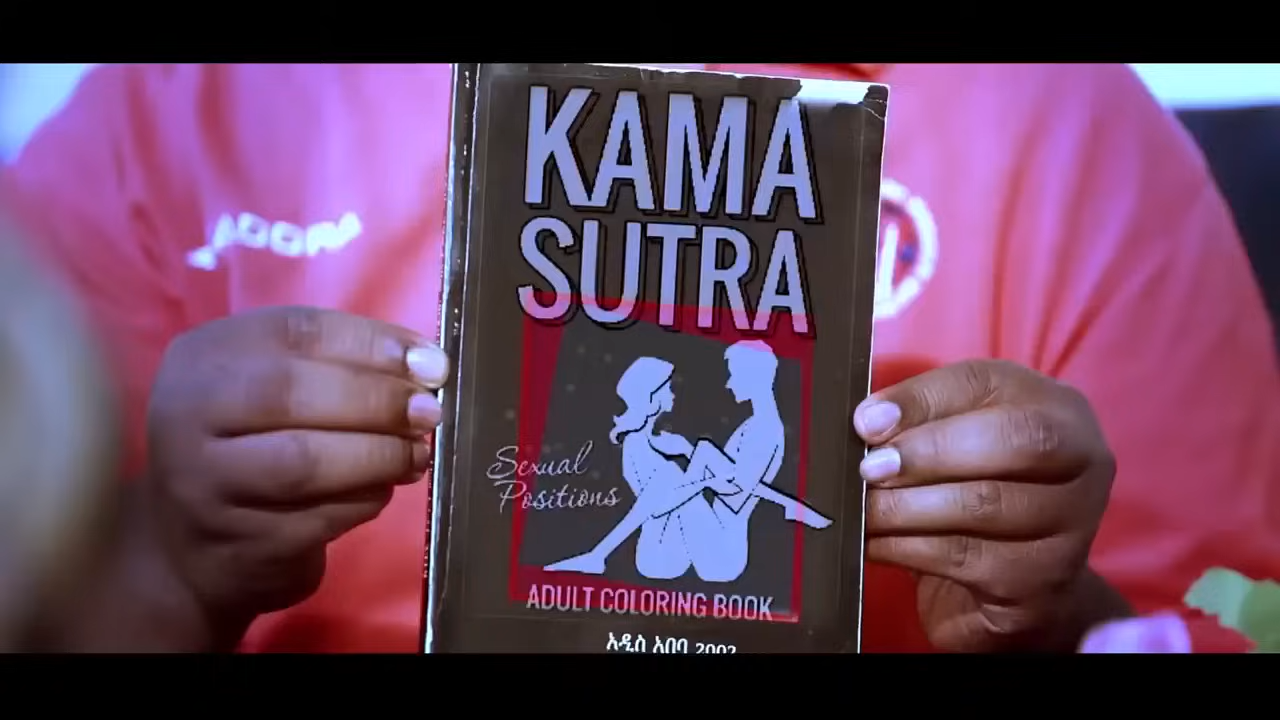 KAMA
SUTRA
Sexual
Positions
ADULT COLORING BOOK
አዲስ አበባ 2002